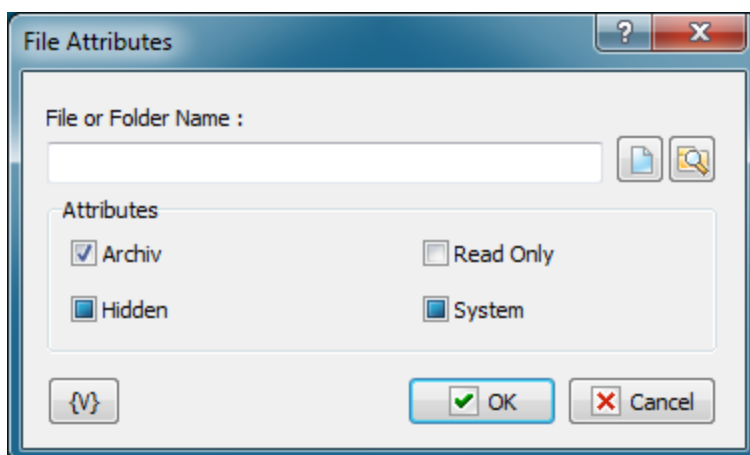 File Attributes
?
File or Folder Name :
Attributes
Archiv
Read Only
Hidden
System
{V}
OK
Cancel